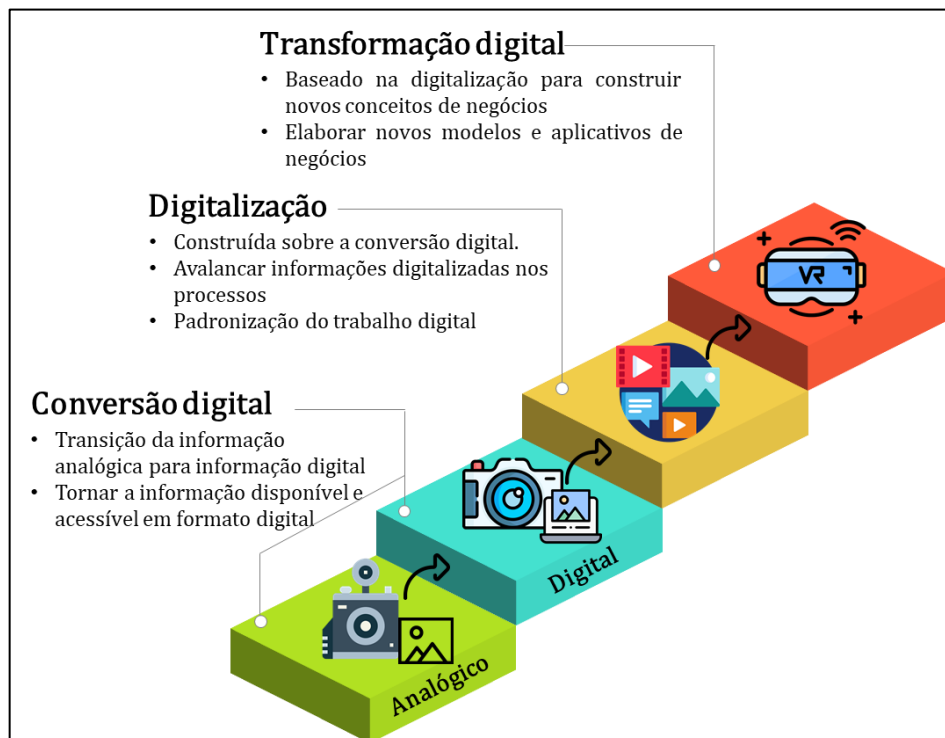 Transformação digital
• Baseado na digitalização para construir
novos conceitos de negócios
• Elaborar novos modelos e aplicativos de
negócios
Digitalização
• Construída sobre a conversão digital.
• Avalancar informações digitalizadas nos
processos
• Padronização do trabalho digital
Conversão digital
• Transição da informação
analógica para informação digital
• Tornar a informação disponível e
acessível em formato digital
VR
Digital
Analógico